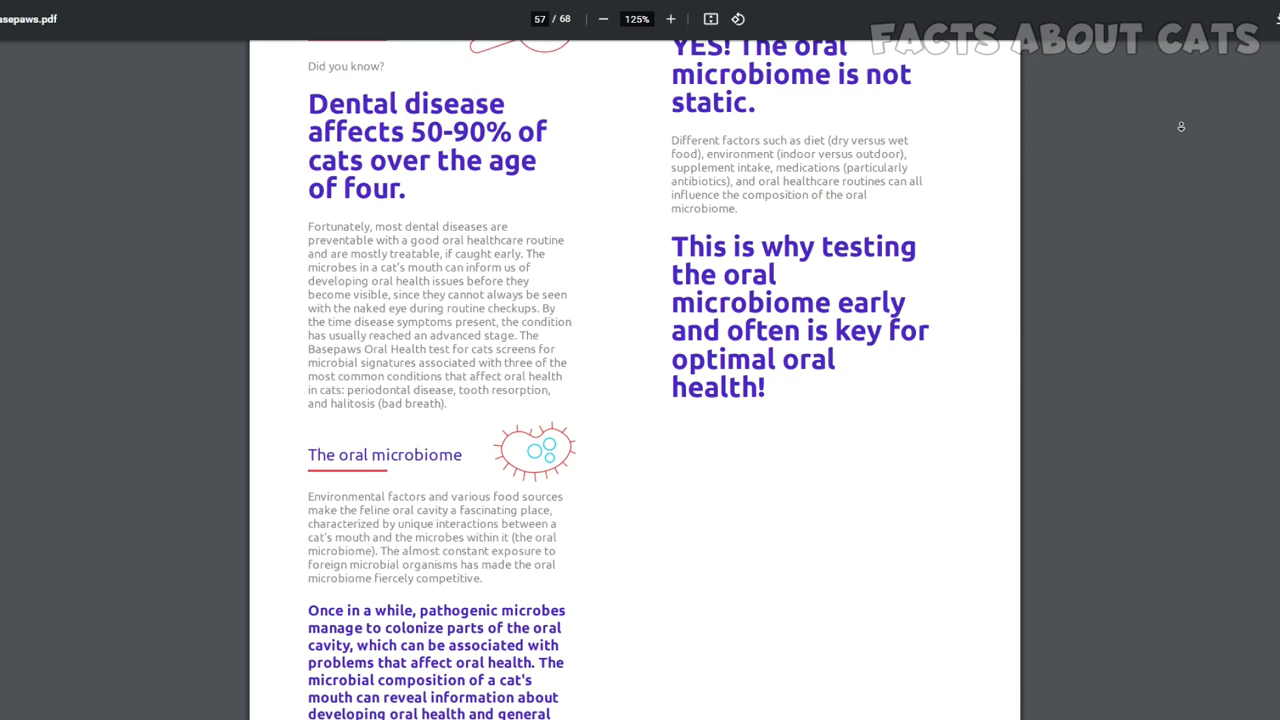 asepaws.pdf
57 / 68
125%
FACTS ABOUT CATS
Did you know?
Dental disease
affects 50-90% of
cats over the age
of four.
Fortunately, most dental diseases are
preventable with a good oral healthcare routine
and are mostly treatable, if caught early. The
microbes in a cat's mouth can inform us of
developing oral health issues before they
become visible, since they cannot always be seen
with the naked eye during routine checkups. By
the time disease symptoms present, the condition
has usually reached an advanced stage. The
Basepaws Oral Health test for cats screens for
microbial signatures associated with three of the
most common conditions that affect oral health
in cats: periodontal disease, tooth resorption,
and halitosis (bad breath).
The oral microbiome
Environmental factors and various food sources
make the feline oral cavity a fascinating place,
characterized by unique interactions between a
cat's mouth and the microbes within it (the oral
microbiome). The almost constant exposure to
foreign microbial organisms has made the oral
microbiome fiercely competitive.
Once in a while, pathogenic microbes
manage to colonize parts of the oral
cavity, which can be associated with
problems that affect oral health. The
microbial composition of a cat's
mouth can reveal information about
developing oral health and general
YES! The oral
microbiome is not
static.
Different factors such as diet (dry versus wet
food), environment (indoor versus outdoor),
supplement intake, medications (particularly
antibiotics), and oral healthcare routines can all
influence the composition of the oral
microbiome.
This is why testing
the oral
microbiome early
and often is key for
optimal oral
health!